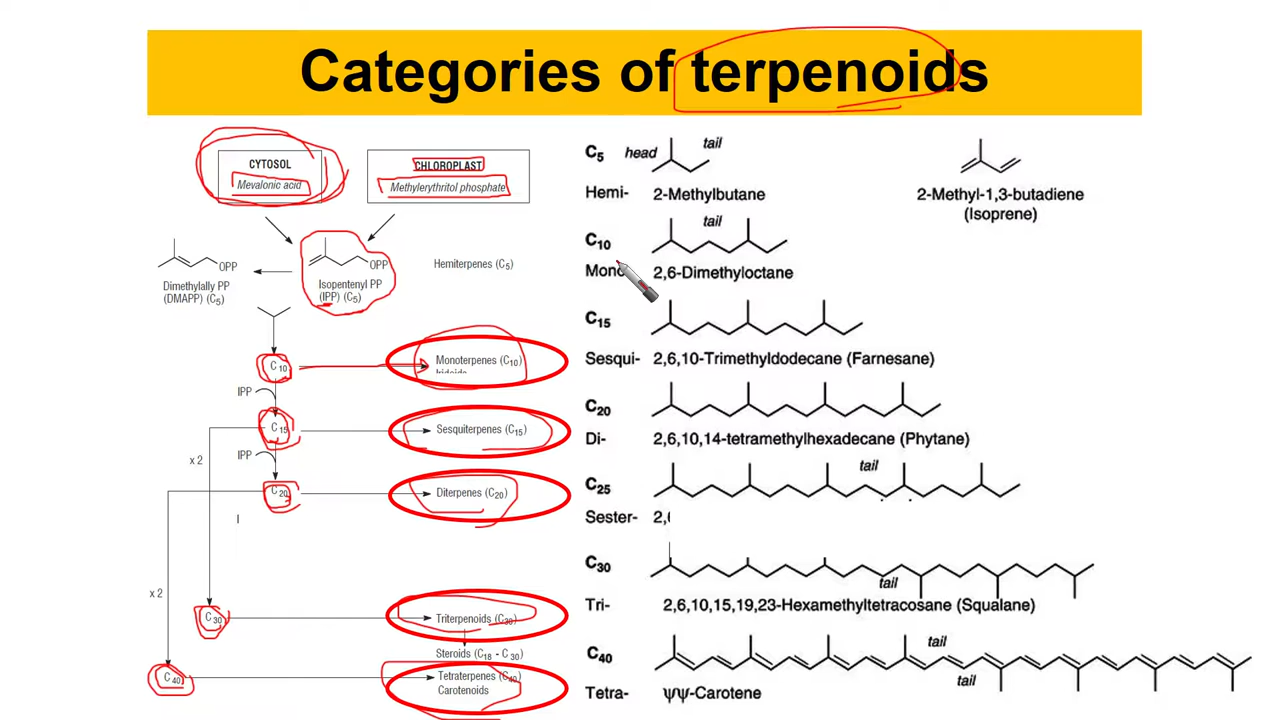 Categories of terpenoids
CYTOSOL
Mevalonic acid
CHLOROPLAST
Methylerythritol phosphate
OPP
Dimethylally PP
(DMAPP) (C5)
OPP
Isopentenyl PP
(IPP) (C5)
Hemiterpenes (C5)
C10
Monoterpenes (C10)
IPP
C15
Sesquiterpenes (C15)
x 2
IPP
C20
Diterpenes (C20)
x 2
C30
Triterpenoids (C30)
Steroids (C18 - C30)
C40
Tetraterpenes (C40)
Carotenoids
C5 head tail
Hemi- 2-Methylbutane
2-Methyl-1,3-butadiene
(Isoprene)
C10 tail
Mono 2,6-Dimethyloctane
C15
Sesqui- 2,6,10-Trimethyldodecane (Farnesane)
C20
Di- 2,6,10,14-tetramethylhexadecane (Phytane)
C25 tail
Sester- 2,
C30 tail
Tri- 2,6,10,15,19,23-Hexamethyltetracosane (Squalane)
C40 tail
tail
Tetra- ψψ-Carotene